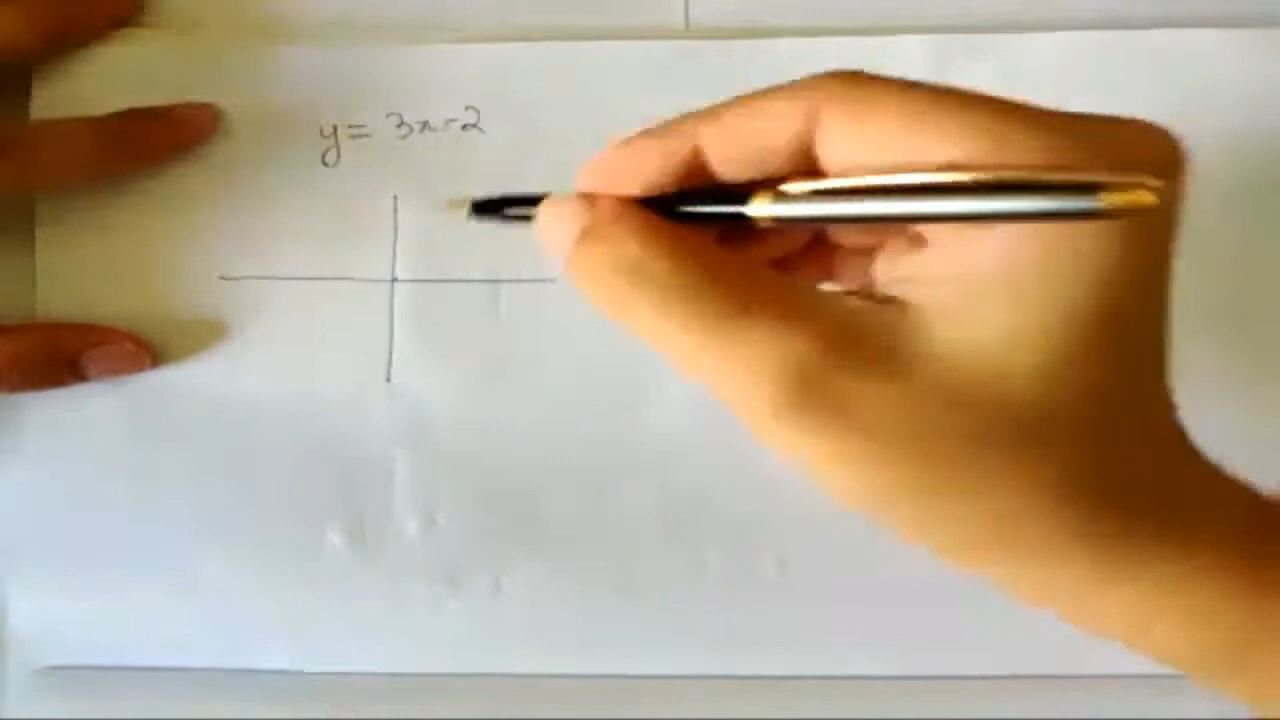 y = 3x-2